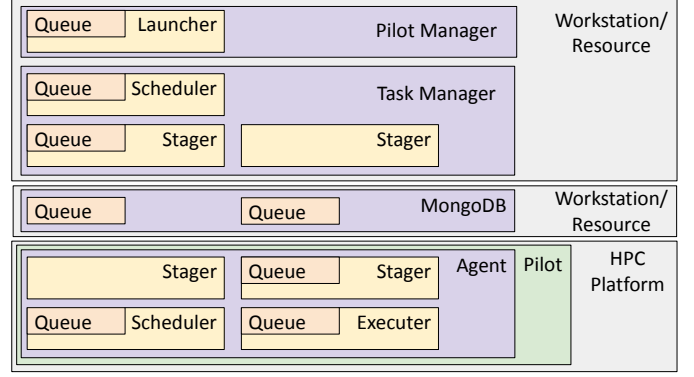 Queue Launcher Pilot Manager Workstation/
Resource
Queue Scheduler Task Manager
Queue Stager Stager
Queue Queue MongoDB Workstation/
Resource
Stager Queue Stager Agent Pilot HPC
Platform
Queue Scheduler Queue Executer